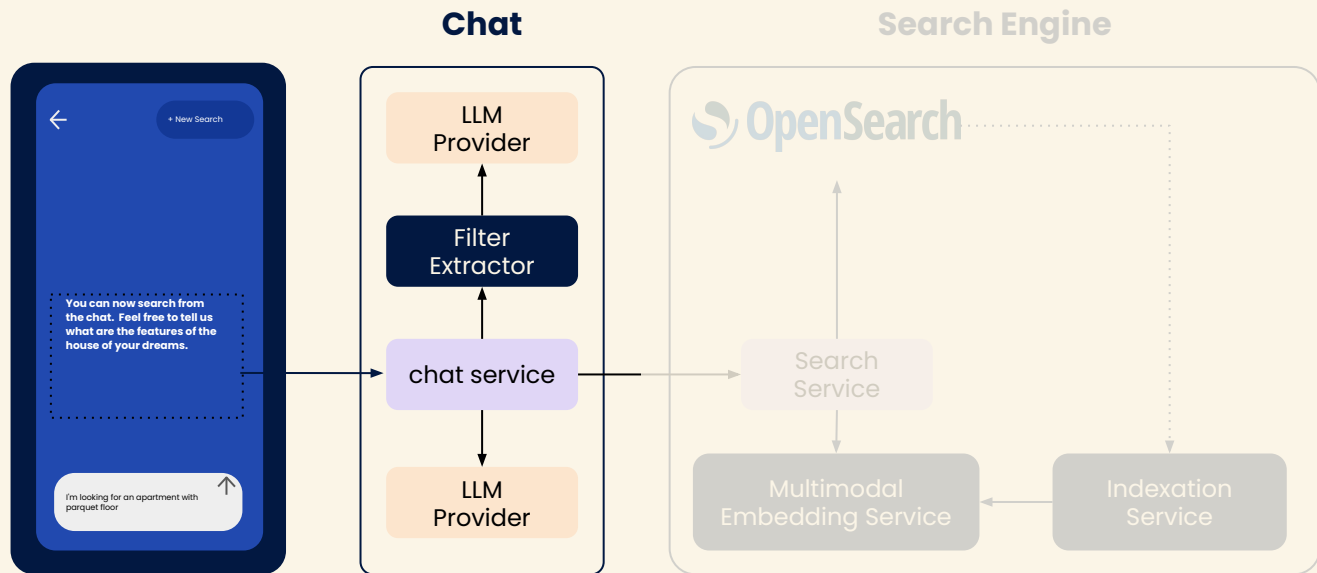 Chat
Search Engine
+ New Search
You can now search from
the chat. Feel free to tell us
what are the features of the
house of your dreams.
I'm looking for an apartment with
parquet floor
LLM
Provider
Filter
Extractor
chat service
LLM
Provider
OpenSearch
Search
Service
Multimodal
Embedding Service
Indexation
Service